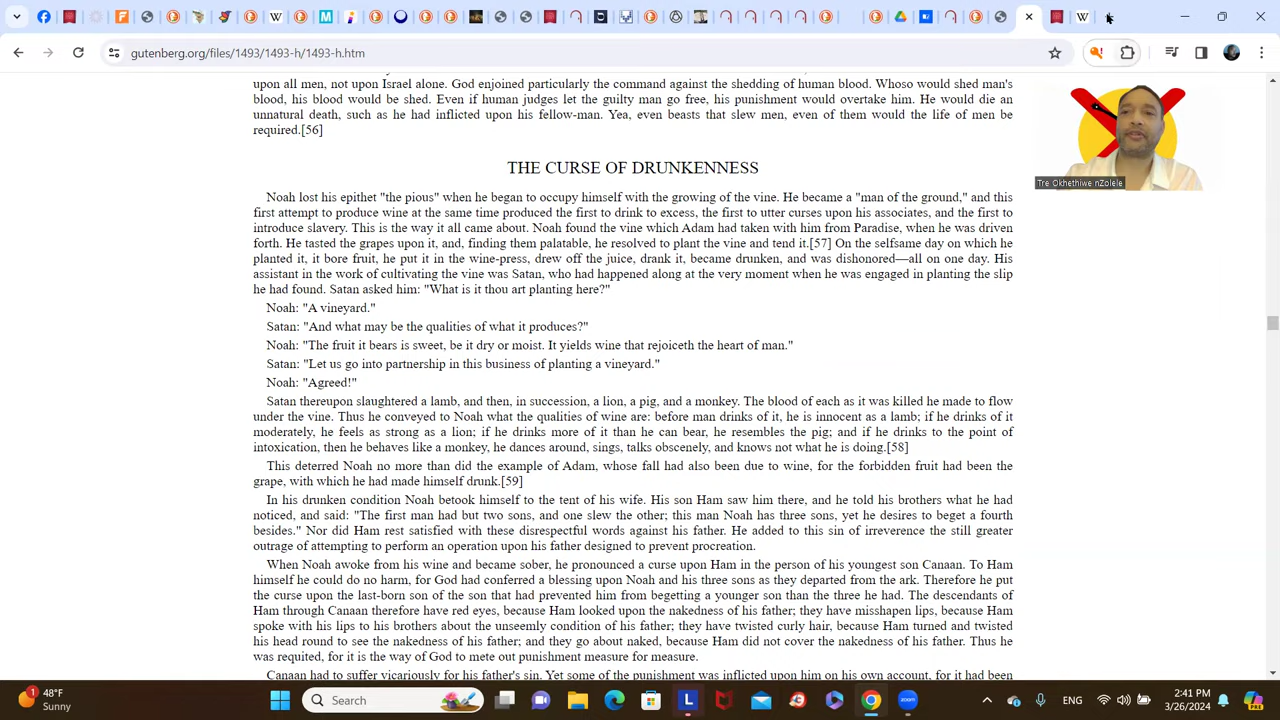 gutenberg.org/files/1493/1493-h/1493-h.htm
upon all men, not upon Israel alone. God enjoined particularly the command against the shedding of human blood. Whoso would shed man's
blood, his blood would be shed. Even if human judges let the guilty man go free, his punishment would overtake him. He would die an
unnatural death, such as he had inflicted upon his fellow-man. Yea, even beasts that slew men, even of them would the life of men be
required.[56]
Tre Okhethiwe nZolele
THE CURSE OF DRUNKENNESS
Noah lost his epithet "the pious" when he began to occupy himself with the growing of the vine. He became a "man of the ground," and this
first attempt to produce wine at the same time produced the first to drink to excess, the first to utter curses upon his associates, and the first to
introduce slavery. This is the way it all came about. Noah found the vine which Adam had taken with him from Paradise, when he was driven
forth. He tasted the grapes upon it, and, finding them palatable, he resolved to plant the vine and tend it.[57] On the selfsame day on which he
planted it, it bore fruit, he put it in the wine-press, drew off the juice, drank it, became drunken, and was dishonored—all on one day. His
assistant in the work of cultivating the vine was Satan, who had happened along at the very moment when he was engaged in planting the slip
he had found. Satan asked him: "What is it thou art planting here?"
Noah: "A vineyard."
Satan: "And what may be the qualities of what it produces?"
Noah: "The fruit it bears is sweet, be it dry or moist. It yields wine that rejoiceth the heart of man."
Satan: "Let us go into partnership in this business of planting a vineyard."
Noah: "Agreed!"
Satan thereupon slaughtered a lamb, and then, in succession, a lion, a pig, and a monkey. The blood of each as it was killed he made to flow
under the vine. Thus he conveyed to Noah what the qualities of wine are: before man drinks of it, he is innocent as a lamb; if he drinks of it
moderately, he feels as strong as a lion; if he drinks more of it than he can bear, he resembles the pig; and if he drinks to the point of
intoxication, then he behaves like a monkey, he dances around, sings, talks obscenely, and knows not what he is doing.[58]
This deterred Noah no more than did the example of Adam, whose fall had also been due to wine, for the forbidden fruit had been the
grape, with which he had made himself drunk.[59]
In his drunken condition Noah betook himself to the tent of his wife. His son Ham saw him there, and he told his brothers what he had
noticed, and said: "The first man had but two sons, and one slew the other; this man Noah has three sons, yet he desires to beget a fourth
besides." Nor did Ham rest satisfied with these disrespectful words against his father. He added to this sin of irreverence the still greater
outrage of attempting to perform an operation upon his father designed to prevent procreation.
When Noah awoke from his wine and became sober, he pronounced a curse upon Ham in the person of his youngest son Canaan. To Ham
himself he could do no harm, for God had conferred a blessing upon Noah and his three sons as they departed from the ark. Therefore he put
the curse upon the last-born son of the son that had prevented him from begetting a younger son than the three he had. The descendants of
Ham through Canaan therefore have red eyes, because Ham looked upon the nakedness of his father; they have misshapen lips, because Ham
spoke with his lips to his brothers about the unseemly condition of his father; they have twisted curly hair, because Ham turned and twisted
his head round to see the nakedness of his father; and they go about naked, because Ham did not cover the nakedness of his father. Thus he
was requited, for it is the way of God to mete out punishment measure for measure.
Canaan had to suffer vicariously for his father's sin. Yet some of the punishment was inflicted upon him on his own account, for it had been
1
48°F
Sunny
Search
zoom
ENG
2:41 PM
3/26/2024